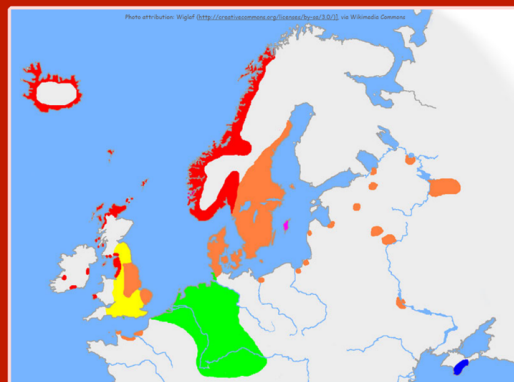 Photo attribution: Wiglaf (http://creativecommons.org/licenses/by-sa/3.0/)], via Wikimedia Commons